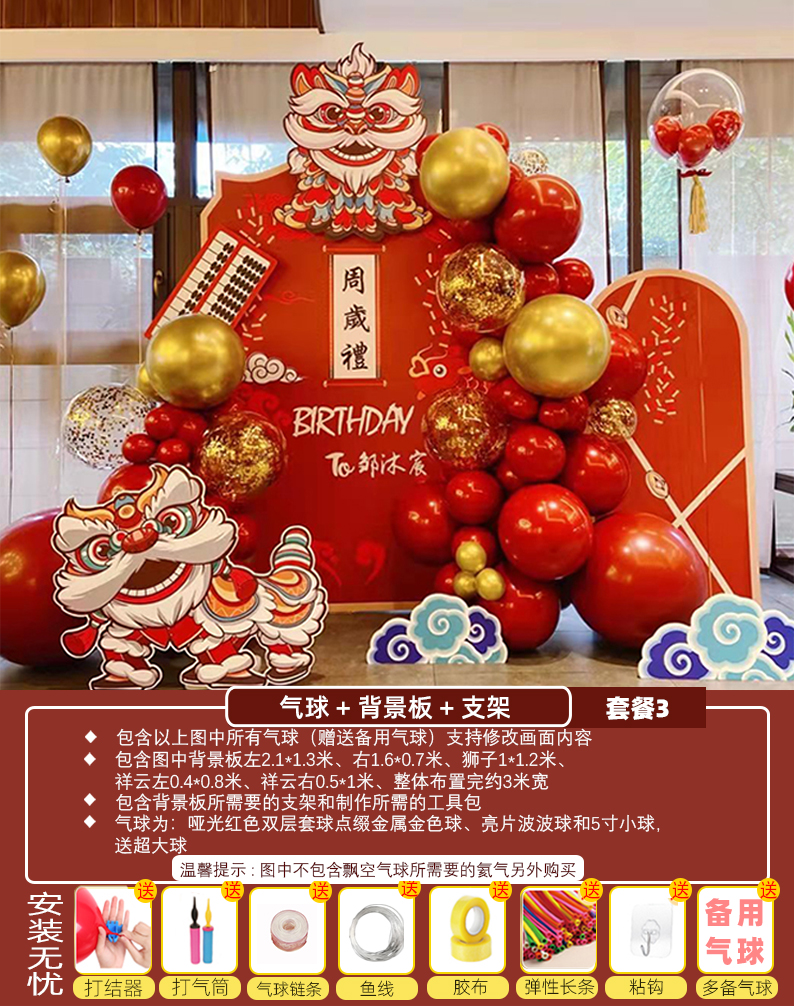 周
歲
禮
BIRTHDAY
To 邹沐宸
气球 + 背景板 + 支架
套餐3
◆ 包含以上图中所有气球（赠送备用气球）支持修改画面内容
◆ 包含图中背景板左2.1*1.3米、右1.6*0.7米、狮子1*1.2米、
祥云左0.4*0.8米、祥云右0.5*1米、整体布置完约3米宽
◆ 包含背景板所需要的支架和制作所需的工具包
◆ 气球为：哑光红色双层套球点缀金属金色球、亮片波波球和5寸小球，
送超大球
温馨提示：图中不包含飘空气球所需要的氦气另外购买
安装无忧
送 送 送 送 送 送 送 送
备用
气球
打结器 打气筒 气球链条 鱼线 胶布 弹性长条 粘钩 多备气球